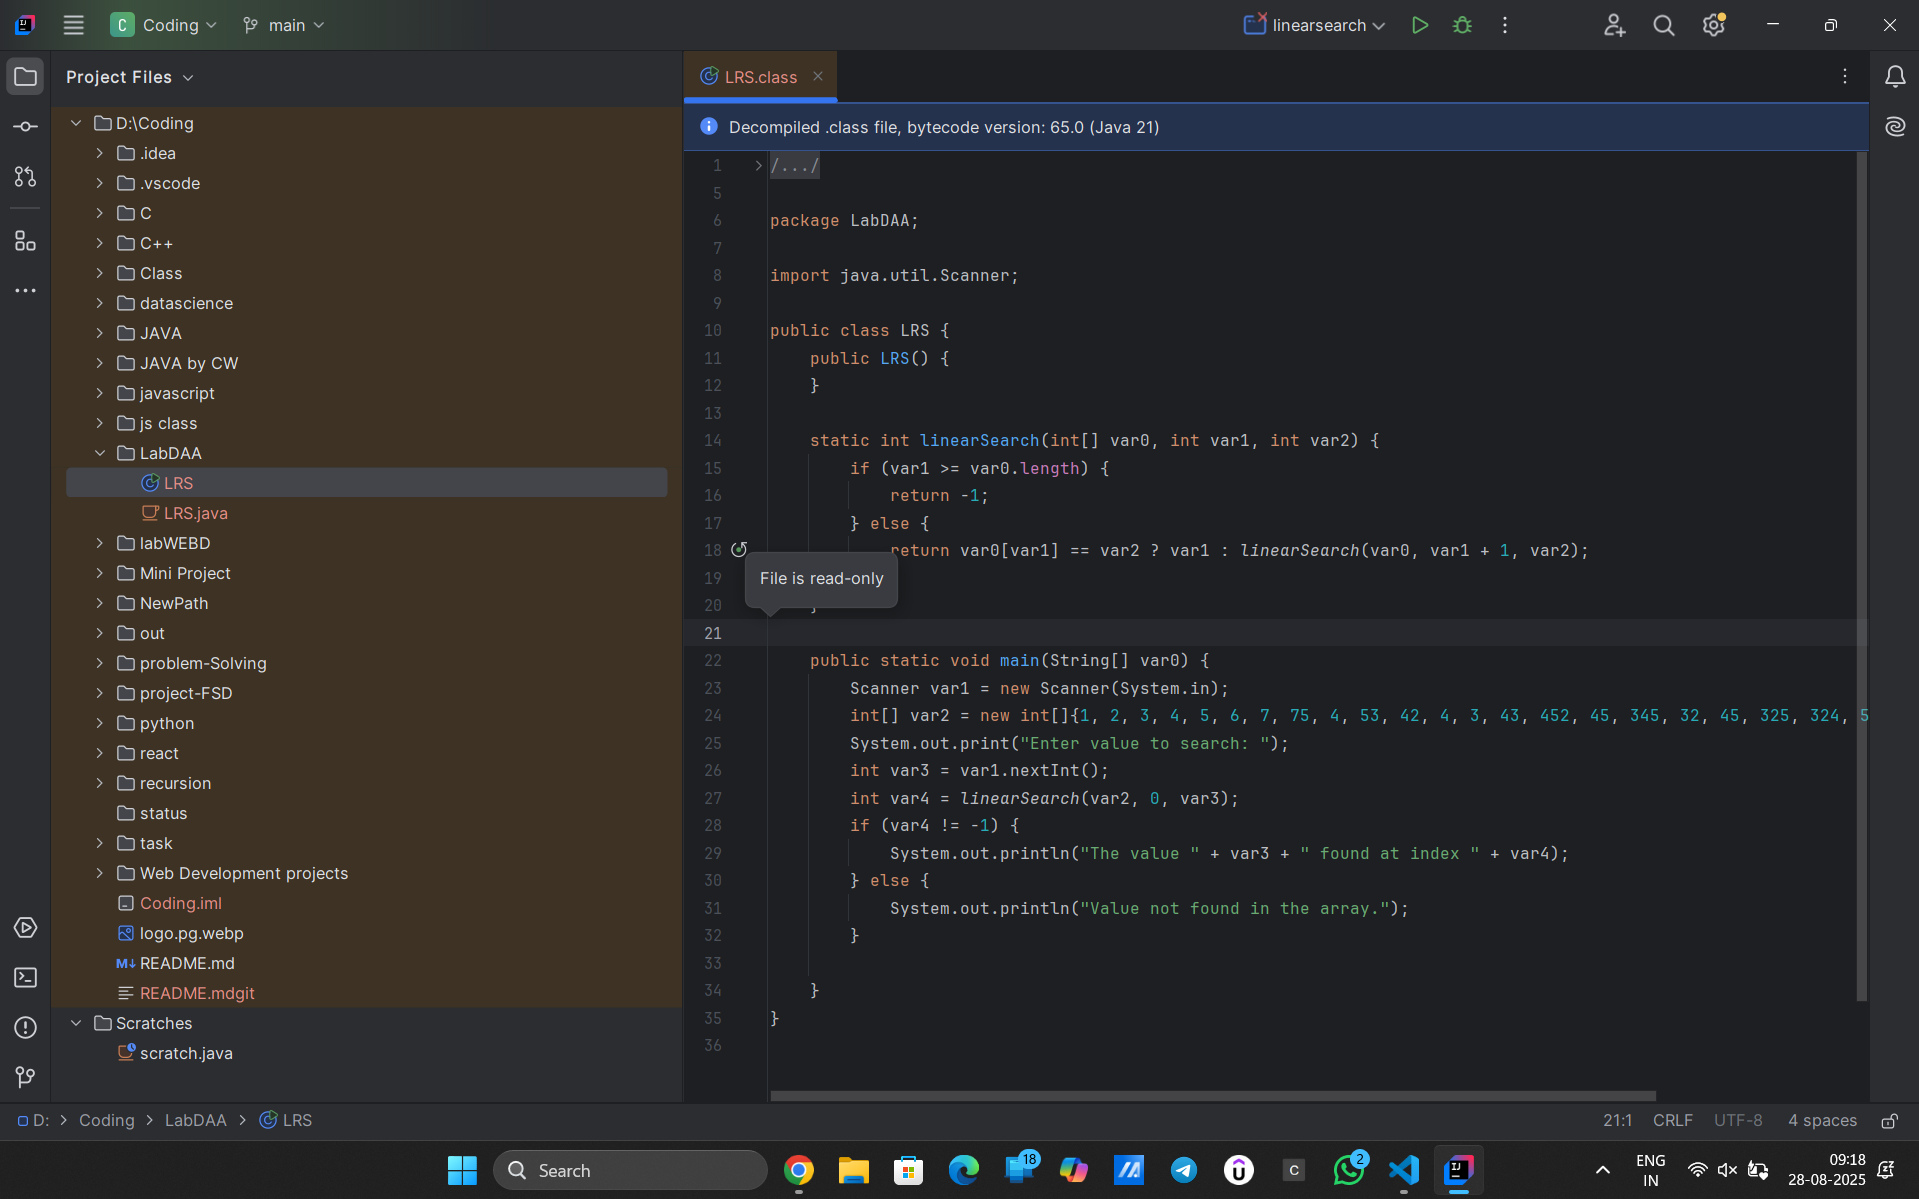 Coding
main
linearsearch
Project Files
D:\Coding
.idea
.vscode
C
C++
Class
datascience
JAVA
JAVA by CW
javascript
js class
LabDAA
LRS
LRS.java
labWEBD
Mini Project
NewPath
out
problem-Solving
project-FSD
python
react
recursion
status
task
Web Development projects
Coding.iml
logo.pg.webp
README.md
README.mdgit
Scratches
scratch.java
LRS.class
Decompiled .class file, bytecode version: 65.0 (Java 21)
1 /.../
5
6 package LabDAA;
7
8 import java.util.Scanner;
9
10 public class LRS {
11 public LRS() {
12 }
13
14 static int linearSearch(int[] var0, int var1, int var2) {
15 if (var1 >= var0.length) {
16 return -1;
17 } else {
18 return var0[var1] == var2 ? var1 : linearSearch(var0, var1 + 1, var2);
19
File is read-only
20 }
21
22 public static void main(String[] var0) {
23 Scanner var1 = new Scanner(System.in);
24 int[] var2 = new int[]{1, 2, 3, 4, 5, 6, 7, 75, 4, 53, 42, 4, 3, 43, 452, 45, 345, 32, 45, 325, 324, 5
25 System.out.print("Enter value to search: ");
26 int var3 = var1.nextInt();
27 int var4 = linearSearch(var2, 0, var3);
28 if (var4 != -1) {
29 System.out.println("The value " + var3 + " found at index " + var4);
30 } else {
31 System.out.println("Value not found in the array.");
32 }
33
34 }
35 }
36
D: > Coding > LabDAA > LRS
21:1 CRLF UTF-8 4 spaces
Search
18
2
ENG
IN
09:18
28-08-2025